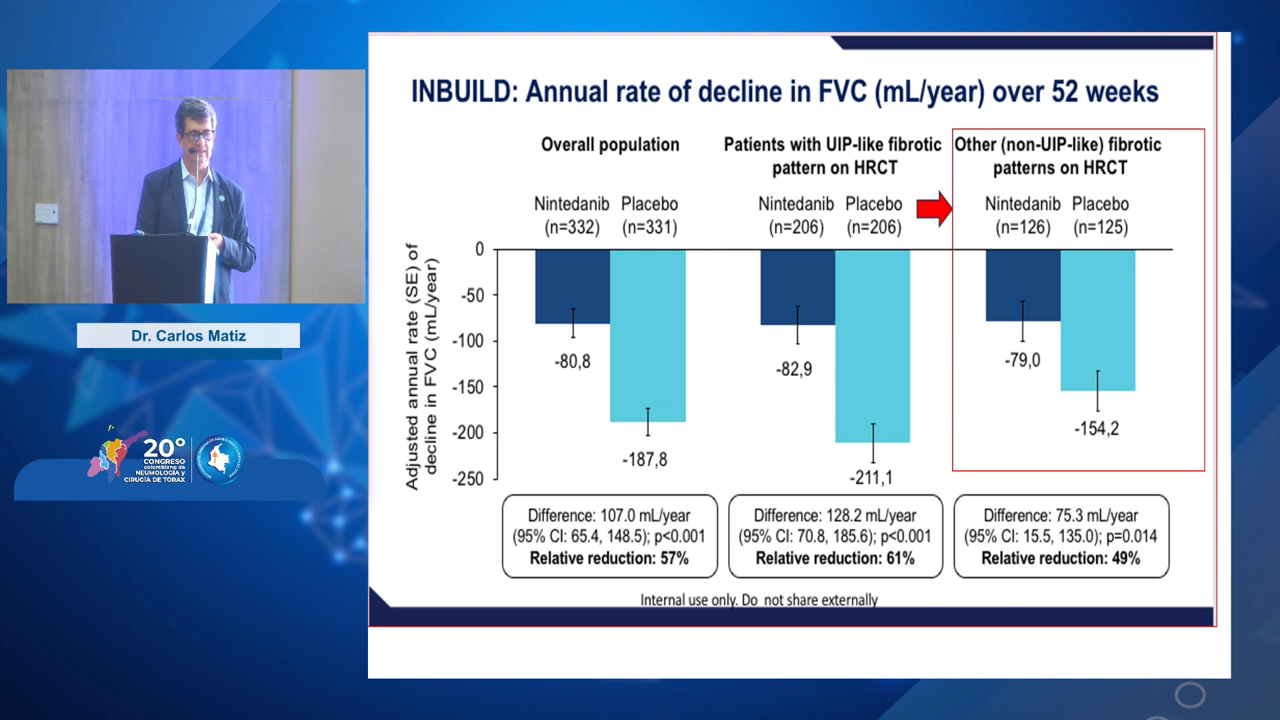 INBUILD: Annual rate of decline in FVC (mL/year) over 52 weeks
Overall population
Nintedanib Placebo
(n=332) (n=331)
Patients with UIP-like fibrotic
pattern on HRCT
Nintedanib Placebo
(n=206) (n=206)
Other (non-UIP-like) fibrotic
patterns on HRCT
Nintedanib Placebo
(n=126) (n=125)
Adjusted annual rate (SE) of
decline in FVC (mL/year)
0
-50
-100
-150
-200
-250
-80,8
-187,8
-82,9
-211,1
-79,0
-154,2
Difference: 107.0 mL/year
(95% CI: 65.4, 148.5); p<0.001
Relative reduction: 57%
Difference: 128.2 mL/year
(95% CI: 70.8, 185.6); p<0.001
Relative reduction: 61%
Difference: 75.3 mL/year
(95% CI: 15.5, 135.0); p=0.014
Relative reduction: 49%
Internal use only. Do not share externally
Dr. Carlos Matiz
20°
CONGRESO
colombiano de
NEUMOLOGÍA y
CIRUGÍA DE TÓRAX